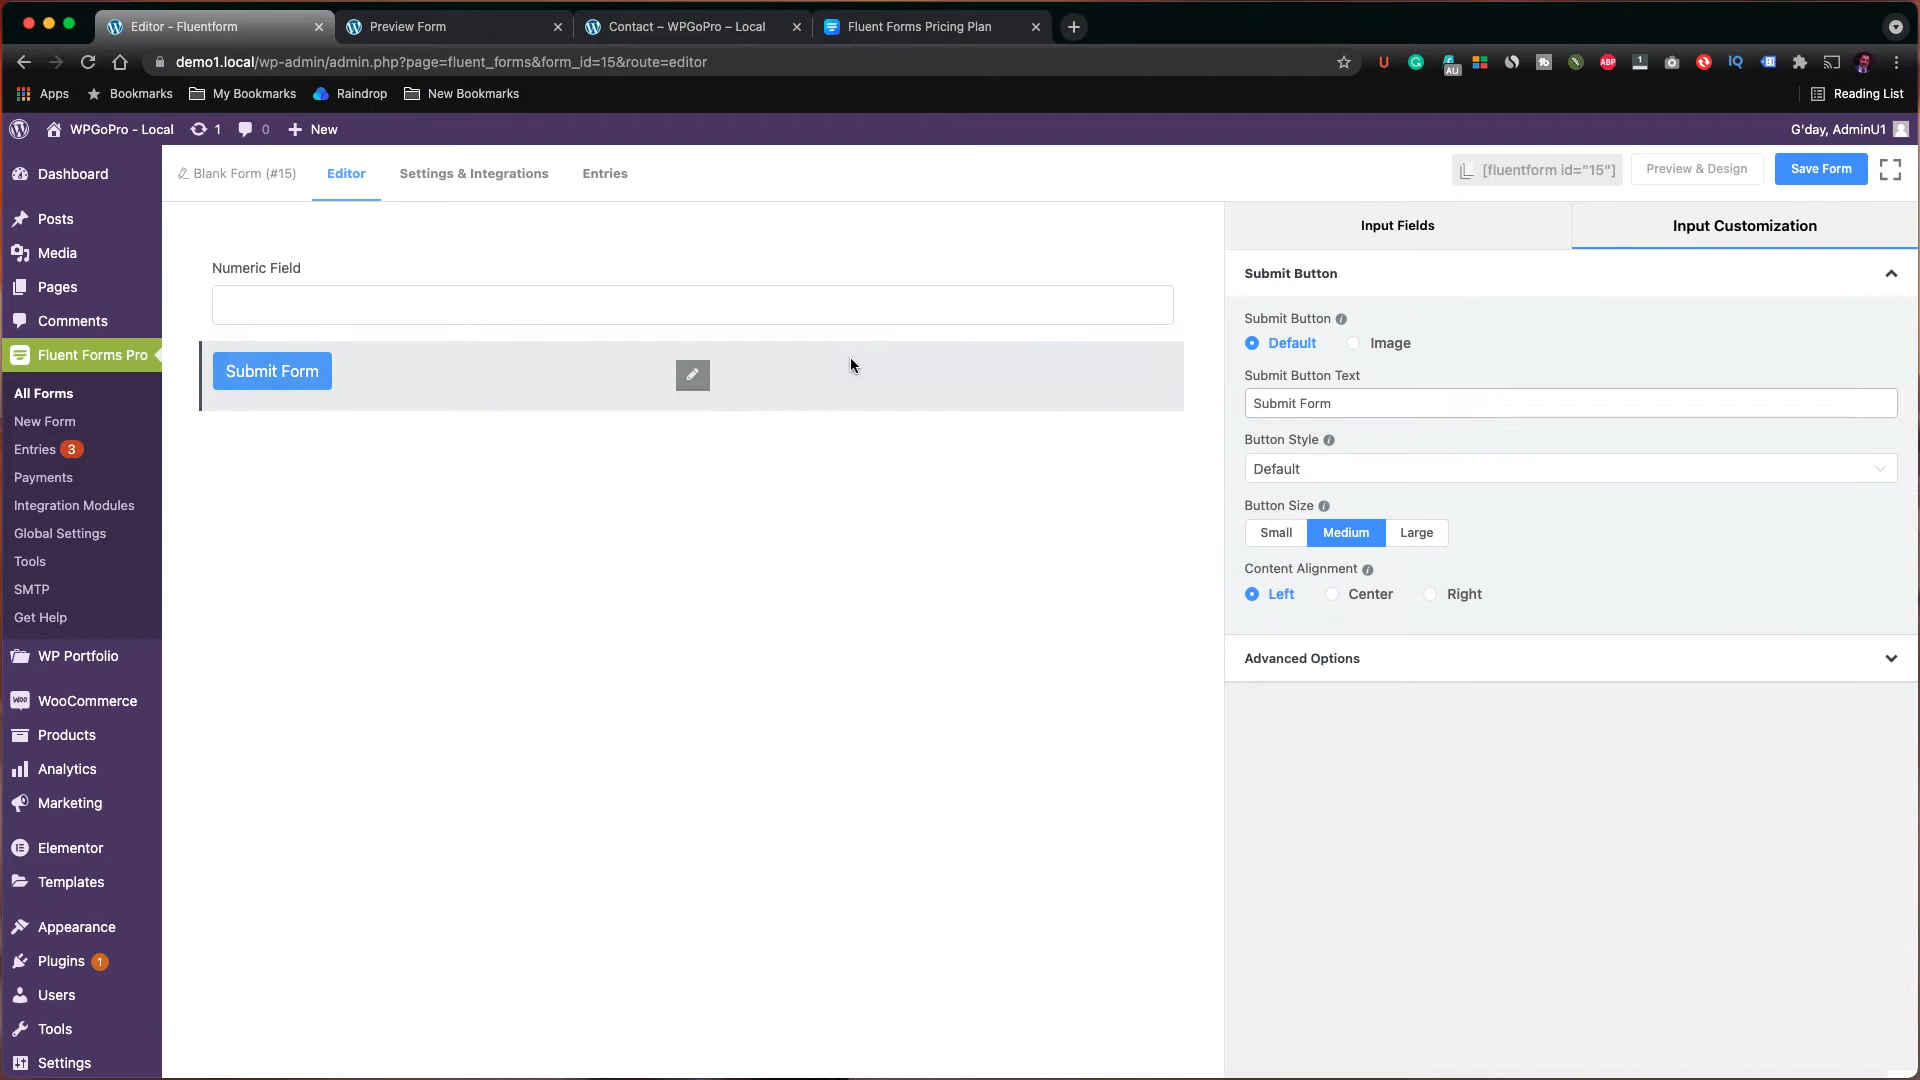 Editor - Fluentform
Preview Form
Contact – WPGoPro – Local
Fluent Forms Pricing Plan
demo1.local/wp-admin/admin.php?page=fluent_forms&form_id=15&route=editor
Apps
Bookmarks
My Bookmarks
Raindrop
New Bookmarks
Reading List
WPGoPro - Local
1
0
New
G'day, AdminU1
Dashboard
Posts
Media
Pages
Comments
Fluent Forms Pro
All Forms
New Form
Entries 3
Payments
Integration Modules
Global Settings
Tools
SMTP
Get Help
WP Portfolio
WooCommerce
Products
Analytics
Marketing
Elementor
Templates
Appearance
Plugins 1
Users
Tools
Settings
Blank Form (#15)
Editor
Settings & Integrations
Entries
[fluentform id="15"]
Preview & Design
Save Form
Numeric Field
Submit Form
Input Fields
Input Customization
Submit Button
Submit Button
Default
Image
Submit Button Text
Submit Form
Button Style
Default
Button Size
Small
Medium
Large
Content Alignment
Left
Center
Right
Advanced Options